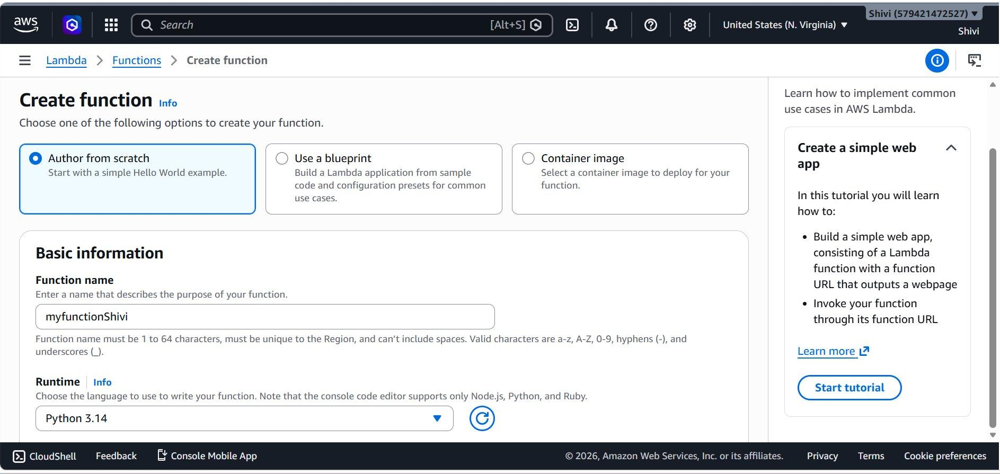 aws
Search
[Alt+S]
United States (N. Virginia)
Shivi (579421472527)
Shivi
Lambda
Functions
Create function
Create function
Info
Choose one of the following options to create your function.
Author from scratch
Start with a simple Hello World example.
Use a blueprint
Build a Lambda application from sample
code and configuration presets for common
use cases.
Container image
Select a container image to deploy for your
function.
Basic information
Function name
Enter a name that describes the purpose of your function.
myfunctionShivi
Function name must be 1 to 64 characters, must be unique to the Region, and can’t include spaces. Valid characters are a-z, A-Z, 0-9, hyphens (-), and
underscores (_).
Runtime
Info
Choose the language to use to write your function. Note that the console code editor supports only Node.js, Python, and Ruby.
Python 3.14
Learn how to implement common
use cases in AWS Lambda.
Create a simple web
app
In this tutorial you will learn
how to:
• Build a simple web app,
consisting of a Lambda
function with a function
URL that outputs a webpage
• Invoke your function
through its function URL
Learn more
Start tutorial
CloudShell
Feedback
Console Mobile App
© 2026, Amazon Web Services, Inc. or its affiliates.
Privacy
Terms
Cookie preferences